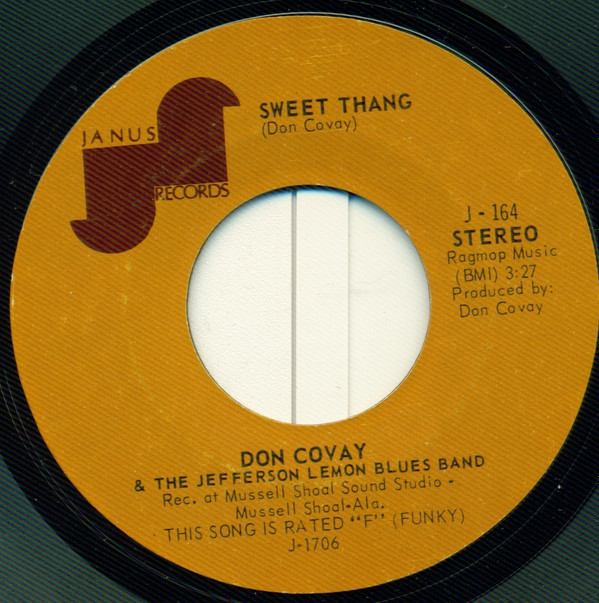 JANUS
RECORDS
SWEET THANG
(Don Covay)
J - 164
STEREO
Ragmop Music
(BMI) 3:27
Produced by:
Don Covay
DON COVAY
& THE JEFFERSON LEMON BLUES BAND
Rec. at Mussell Shoal Sound Studio -
Mussell Shoal-Ala.
THIS SONG IS RATED "F" (FUNKY)
J-1706